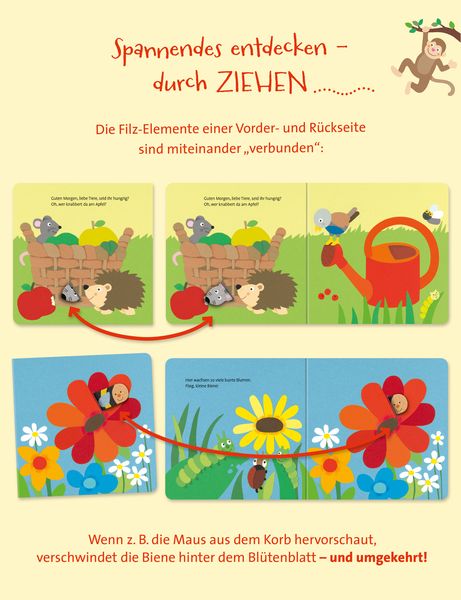 Spannendes entdecken –
durch ZIEHEN
Die Filz-Elemente einer Vorder- und Rückseite
sind miteinander „verbunden“:
Guten Morgen, liebe Tiere, seid ihr hungrig?
Oh, wer knabbert da am Apfel?
Guten Morgen, liebe Tiere, seid ihr hungrig?
Oh, wer knabbert da am Apfel?
Hier wachsen so viele bunte Blumen.
Flieg, kleine Biene!
Wenn z. B. die Maus aus dem Korb hervorschaut,
verschwindet die Biene hinter dem Blütenblatt – und umgekehrt!